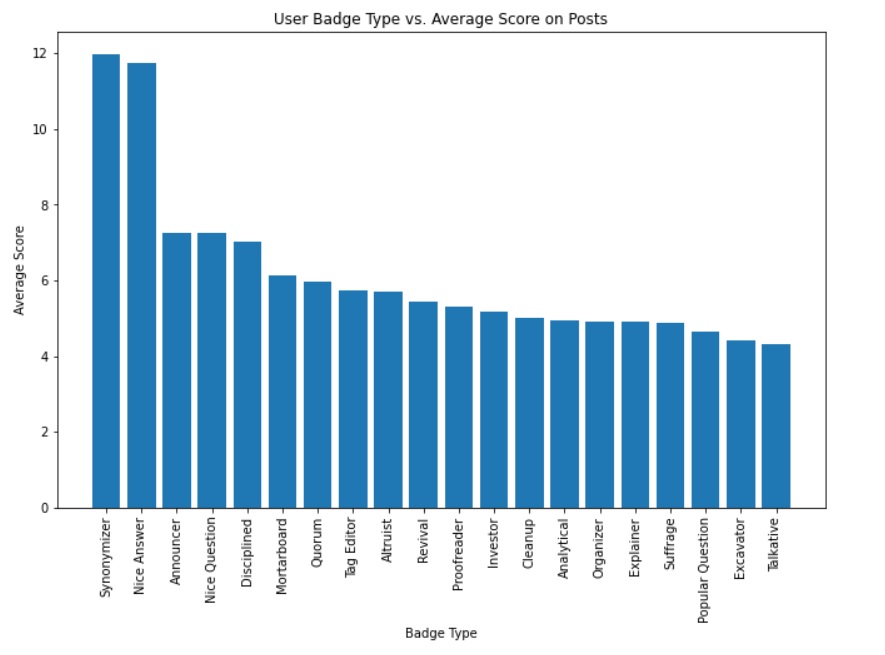 User Badge Type vs. Average Score on Posts
12
10
8
6
4
2
0
Average Score
Synonymizer
Nice Answer
Announcer
Nice Question
Disciplined
Mortarboard
Quorum
Tag Editor
Altruist
Revival
Proofreader
Investor
Cleanup
Analytical
Organizer
Explainer
Suffrage
Popular Question
Excavator
Talkative
Badge Type